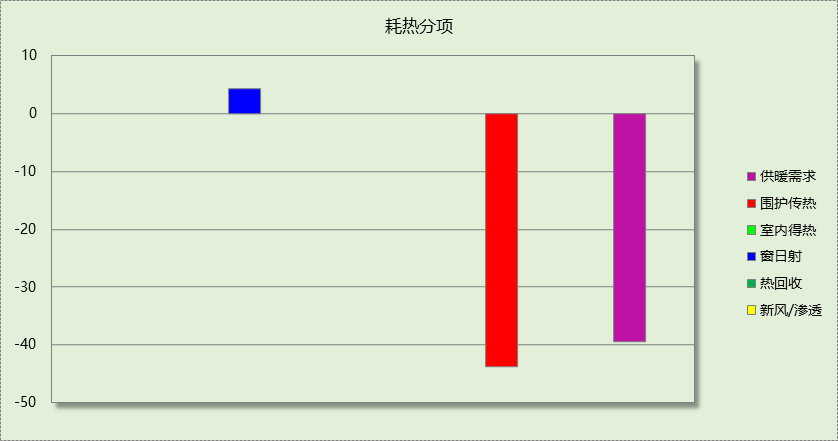 耗热分项
10
0
-10
-20
-30
-40
-50
供暖需求
围护传热
室内得热
窗日射
热回收
新风/渗透